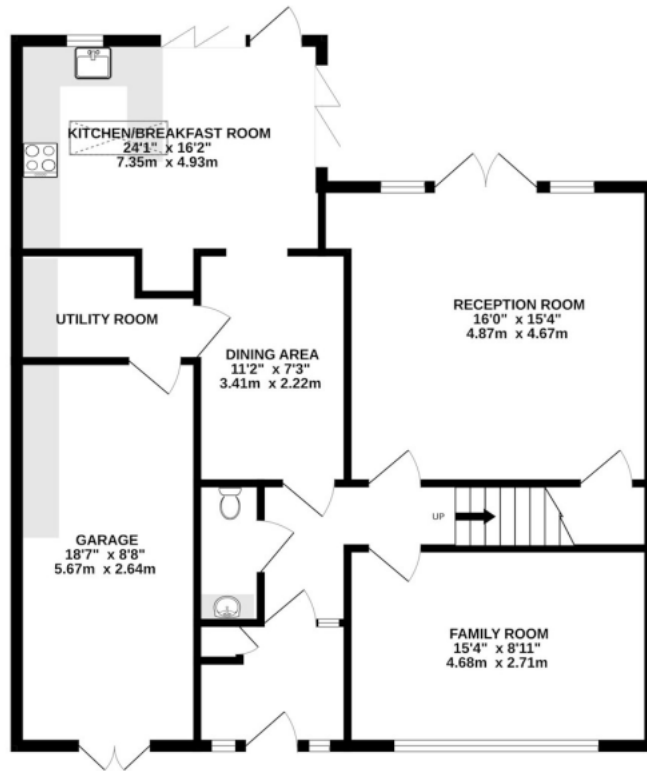 KITCHEN/BREAKFAST ROOM
24'1" x 16'2"
7.35m x 4.93m
RECEPTION ROOM
16'0" x 15'4"
4.87m x 4.67m
UTILITY ROOM
DINING AREA
11'2" x 7'3"
3.41m x 2.22m
UP
GARAGE
18'7" x 8'8"
5.67m x 2.64m
FAMILY ROOM
15'4" x 8'11"
4.68m x 2.71m